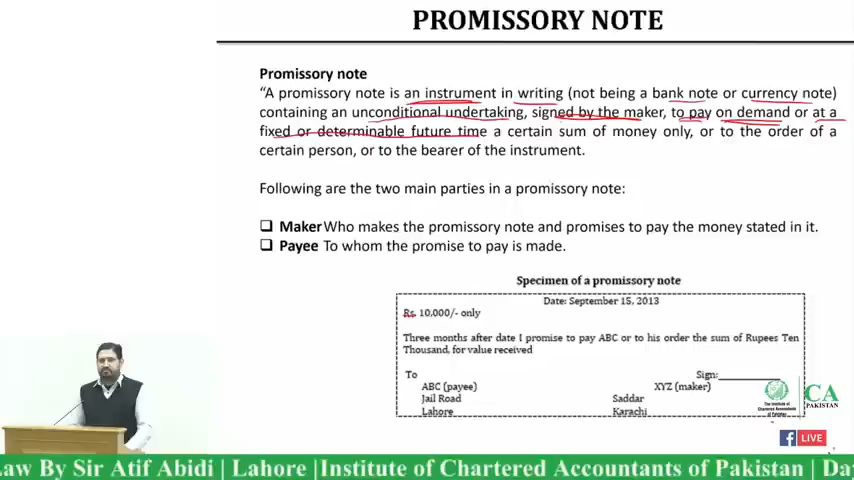 PROMISSORY NOTE
Promissory note
“A promissory note is an instrument in writing (not being a bank note or currency note)
containing an unconditional undertaking, signed by the maker, to pay on demand or at a
fixed or determinable future time a certain sum of money only, or to the order of a
certain person, or to the bearer of the instrument.
Following are the two main parties in a promissory note:
Maker Who makes the promissory note and promises to pay the money stated in it.
Payee To whom the promise to pay is made.
Specimen of a promissory note
Date: September 15, 2013
Rs. 10,000/- only
Three months after date I promise to pay ABC or to his order the sum of Rupees Ten
Thousand, for value received
To Sign:
ABC (payee) XYZ (maker)
Jail Road Saddar
Lahore Karachi
The Institute of
Chartered Accountants
of Pakistan
CA
PAKISTAN
f LIVE
Law By Sir Atif Abidi | Lahore |Institute of Chartered Accountants of Pakistan | Da